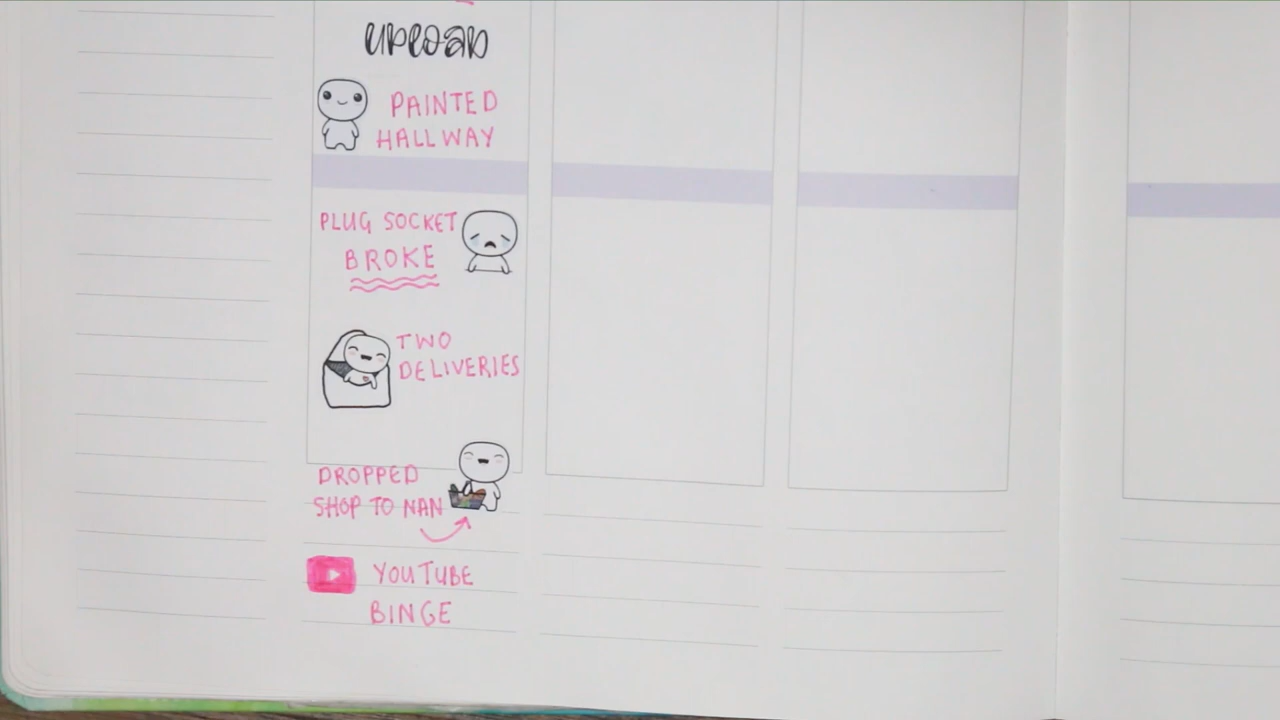 UPLOAD
PAINTED
HALLWAY
PLUG SOCKET
BROKE
TWO
DELIVERIES
DROPPED
SHOP TO NAN
YOUTUBE
BINGE